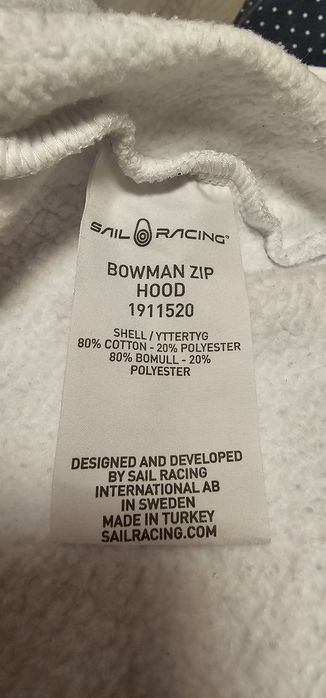 SAIL RACING®
BOWMAN ZIP
HOOD
1911520
SHELL / YTTERTYG
80% COTTON - 20% POLYESTER
80% BOMULL - 20%
POLYESTER
DESIGNED AND DEVELOPED
BY SAIL RACING
INTERNATIONAL AB
IN SWEDEN
MADE IN TURKEY
SAILRACING.COM